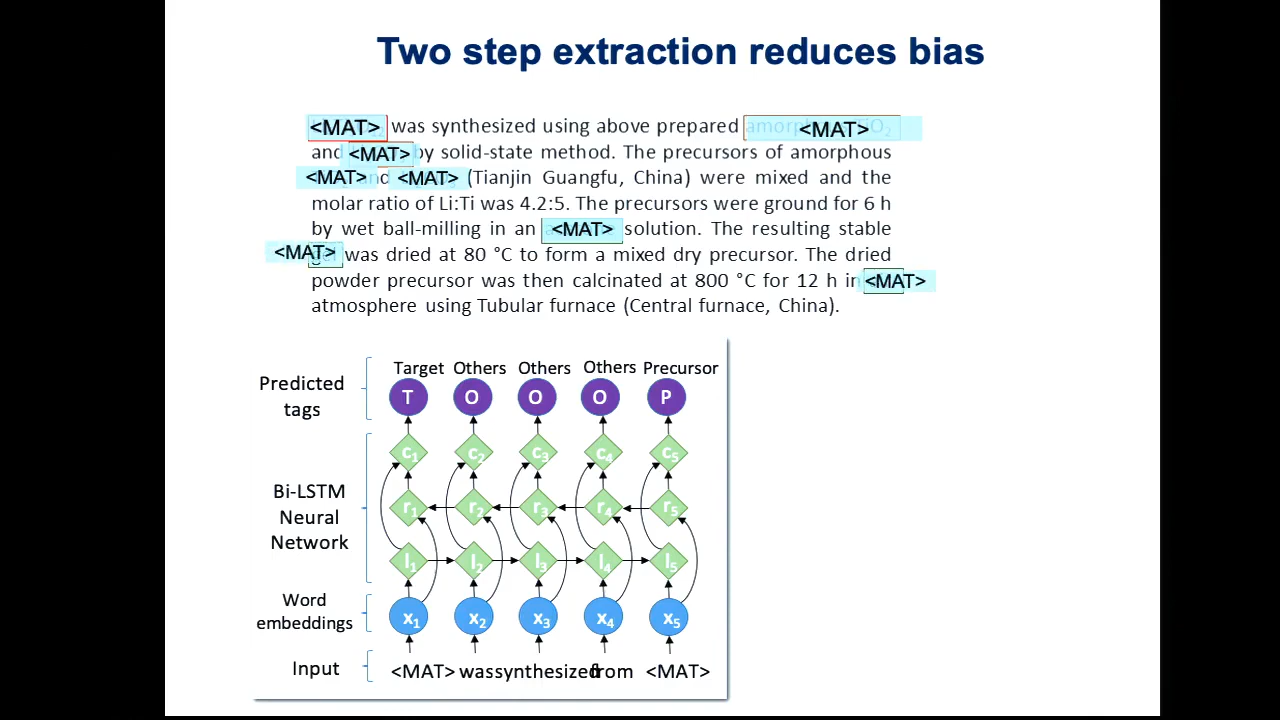 Two step extraction reduces bias
<MAT> was synthesized using above prepared <MAT>
and <MAT> by solid-state method. The precursors of amorphous
<MAT> and <MAT> (Tianjin Guangfu, China) were mixed and the
molar ratio of Li:Ti was 4.2:5. The precursors were ground for 6 h
by wet ball-milling in an <MAT> solution. The resulting stable
<MAT> was dried at 80 °C to form a mixed dry precursor. The dried
powder precursor was then calcinated at 800 °C for 12 h in <MAT>
atmosphere using Tubular furnace (Central furnace, China).
Target Others Others Others Precursor
Predicted tags
T O O O P
c1 c2 c3 c4 c5
Bi-LSTM Neural Network
r1 r2 r3 r4 r5
l1 l2 l3 l4 l5
Word embeddings
x1 x2 x3 x4 x5
Input
<MAT> was synthesized from <MAT>